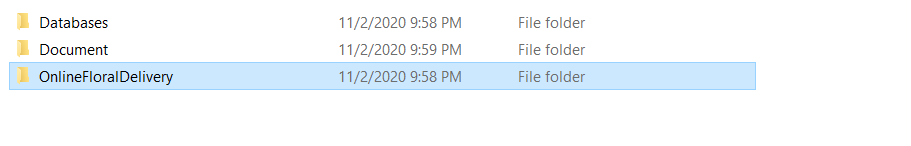 Databases 11/2/2020 9:58 PM File folder
Document 11/2/2020 9:59 PM File folder
OnlineFloralDelivery 11/2/2020 9:58 PM File folder